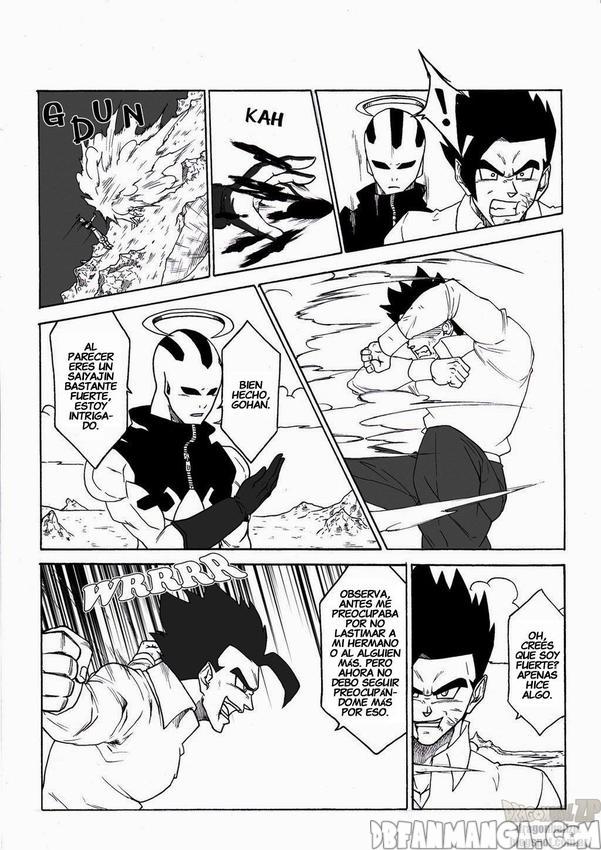 !
KAH
GDUN
BIEN
HECHO,
GOHAN.
AL
PARECER
ERES UN
SAIYAJIN
BASTANTE
FUERTE,
ESTOY
INTRIGA-
DO.
OH,
CREÉS
QUE SOY
FUERTE?
APENAS
HICE
ALGO.
OBSERVA,
ANTES ME
PREOCUPABA
POR NO
LASTIMAR A
MI HERMANO
O AL ALGUIEN
MÁS. PERO
AHORA NO
DEBO SEGUIR
PREOCUPÁN-
DOME MÁS
POR ESO.
WRRRR
DBFANMANGA.COM